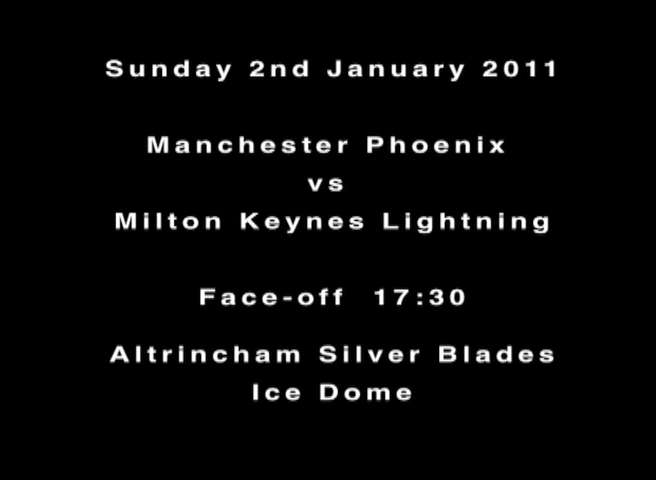 Sunday 2nd January 2011
Manchester Phoenix
vs
Milton Keynes Lightning
Face-off 17:30
Altrincham Silver Blades
Ice Dome